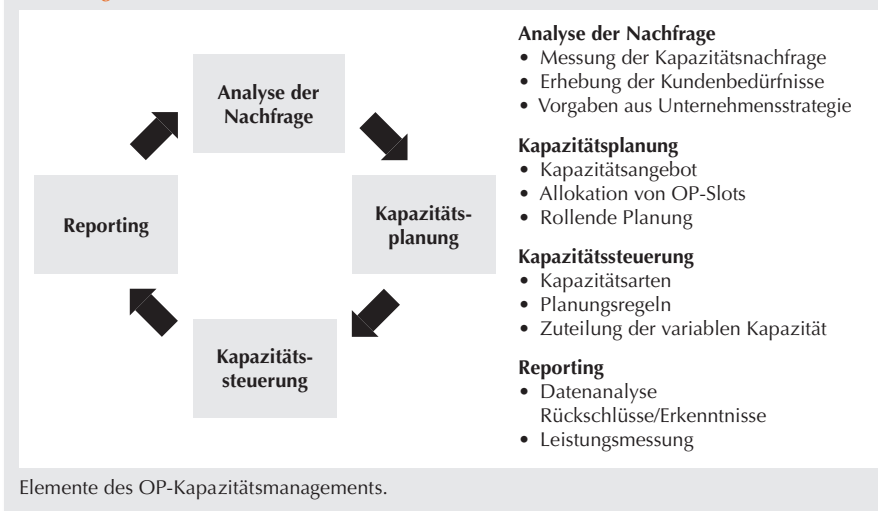 Analyse der
Nachfrage
Kapazitäts-
planung
Kapazitäts-
steuerung
Reporting
Analyse der Nachfrage
• Messung der Kapazitätsnachfrage
• Erhebung der Kundenbedürfnisse
• Vorgaben aus Unternehmensstrategie
Kapazitätsplanung
• Kapazitätsangebot
• Allokation von OP-Slots
• Rollende Planung
Kapazitätssteuerung
• Kapazitätsarten
• Planungsregeln
• Zuteilung der variablen Kapazität
Reporting
• Datenanalyse
Rückschlüsse/Erkenntnisse
• Leistungsmessung
Elemente des OP-Kapazitätsmanagements.